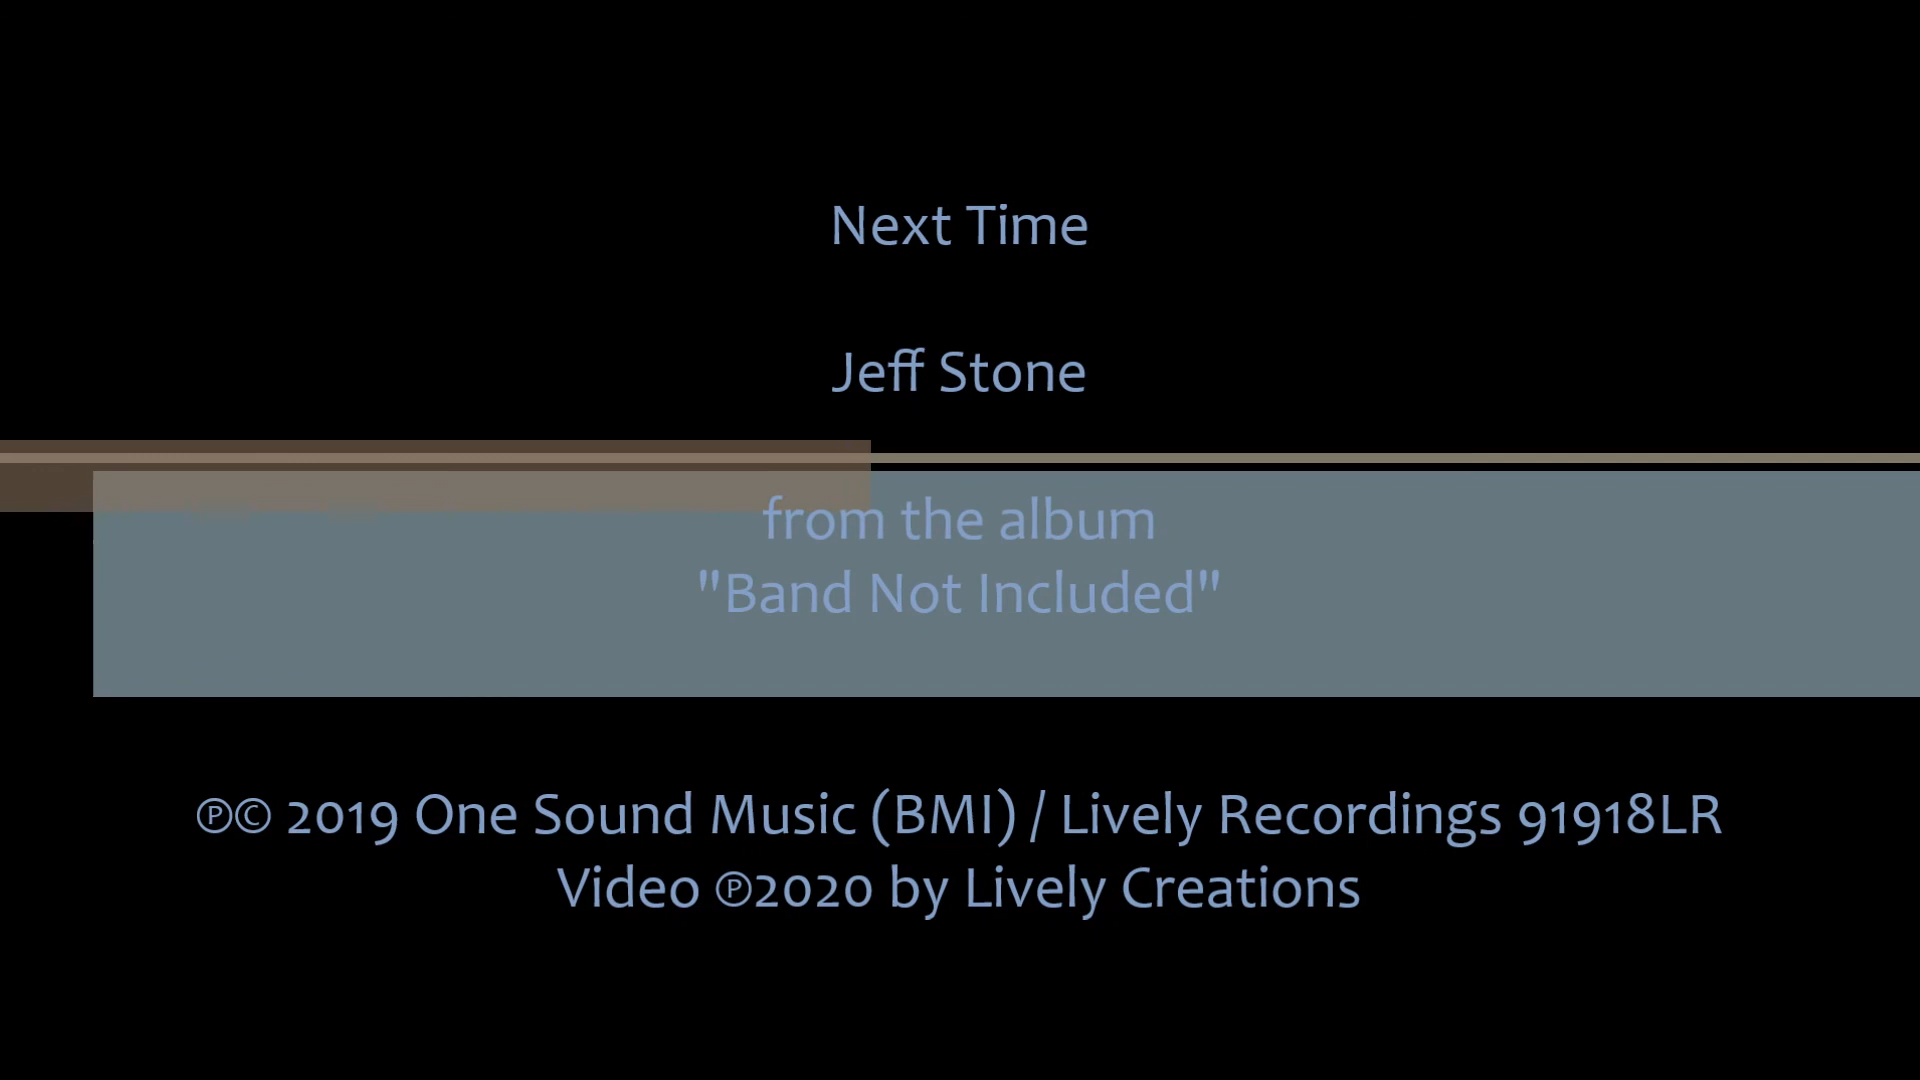 Next Time
Jeff Stone
from the album
"Band Not Included"
℗© 2019 One Sound Music (BMI) / Lively Recordings 91918LR
Video ℗2020 by Lively Creations